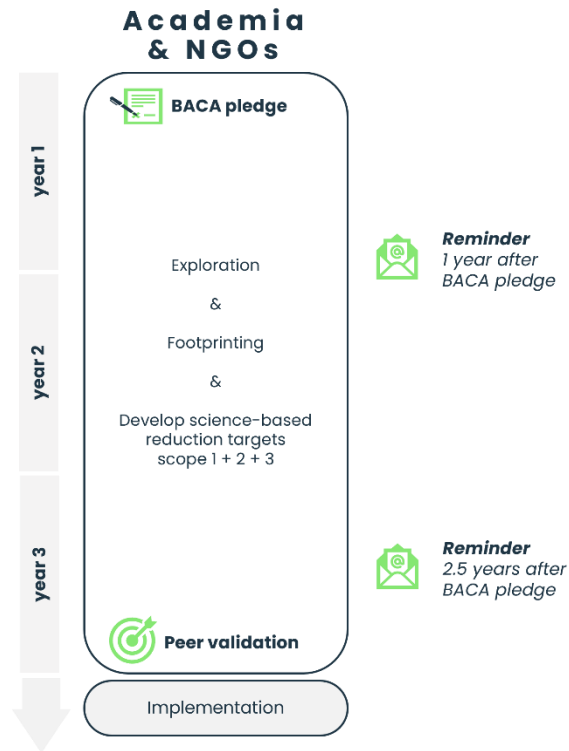 Academia
& NGOs
BACA pledge
year 1
Reminder
1 year after
BACA pledge
Exploration
&
Footprinting
&
Develop science-based
reduction targets
scope 1 + 2 + 3
year 2
year 3
Reminder
2.5 years after
BACA pledge
Peer validation
Implementation